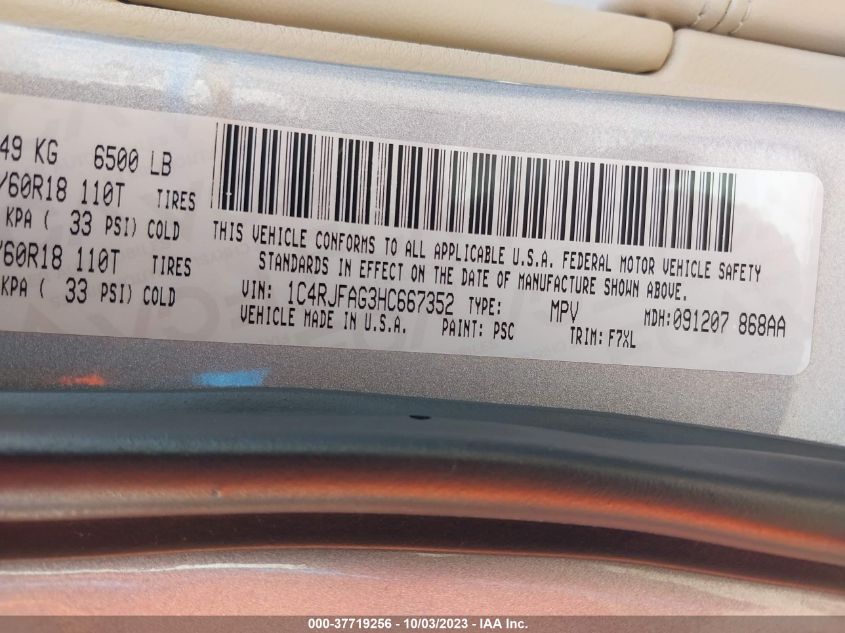 49 KG 6500 LB
/60R18 110T TIRES
KPA ( 33 PSI) COLD
/60R18 110T TIRES
KPA ( 33 PSI) COLD
THIS VEHICLE CONFORMS TO ALL APPLICABLE U.S.A. FEDERAL MOTOR VEHICLE SAFETY
STANDARDS IN EFFECT ON THE DATE OF MANUFACTURE SHOWN ABOVE.
VIN: 1C4RJFAG3HC667352 TYPE: MPV MDH: 091207 868AA
VEHICLE MADE IN U.S.A. PAINT: PSC TRIM: F7XL
000-37719256 - 10/03/2023 - IAA Inc.